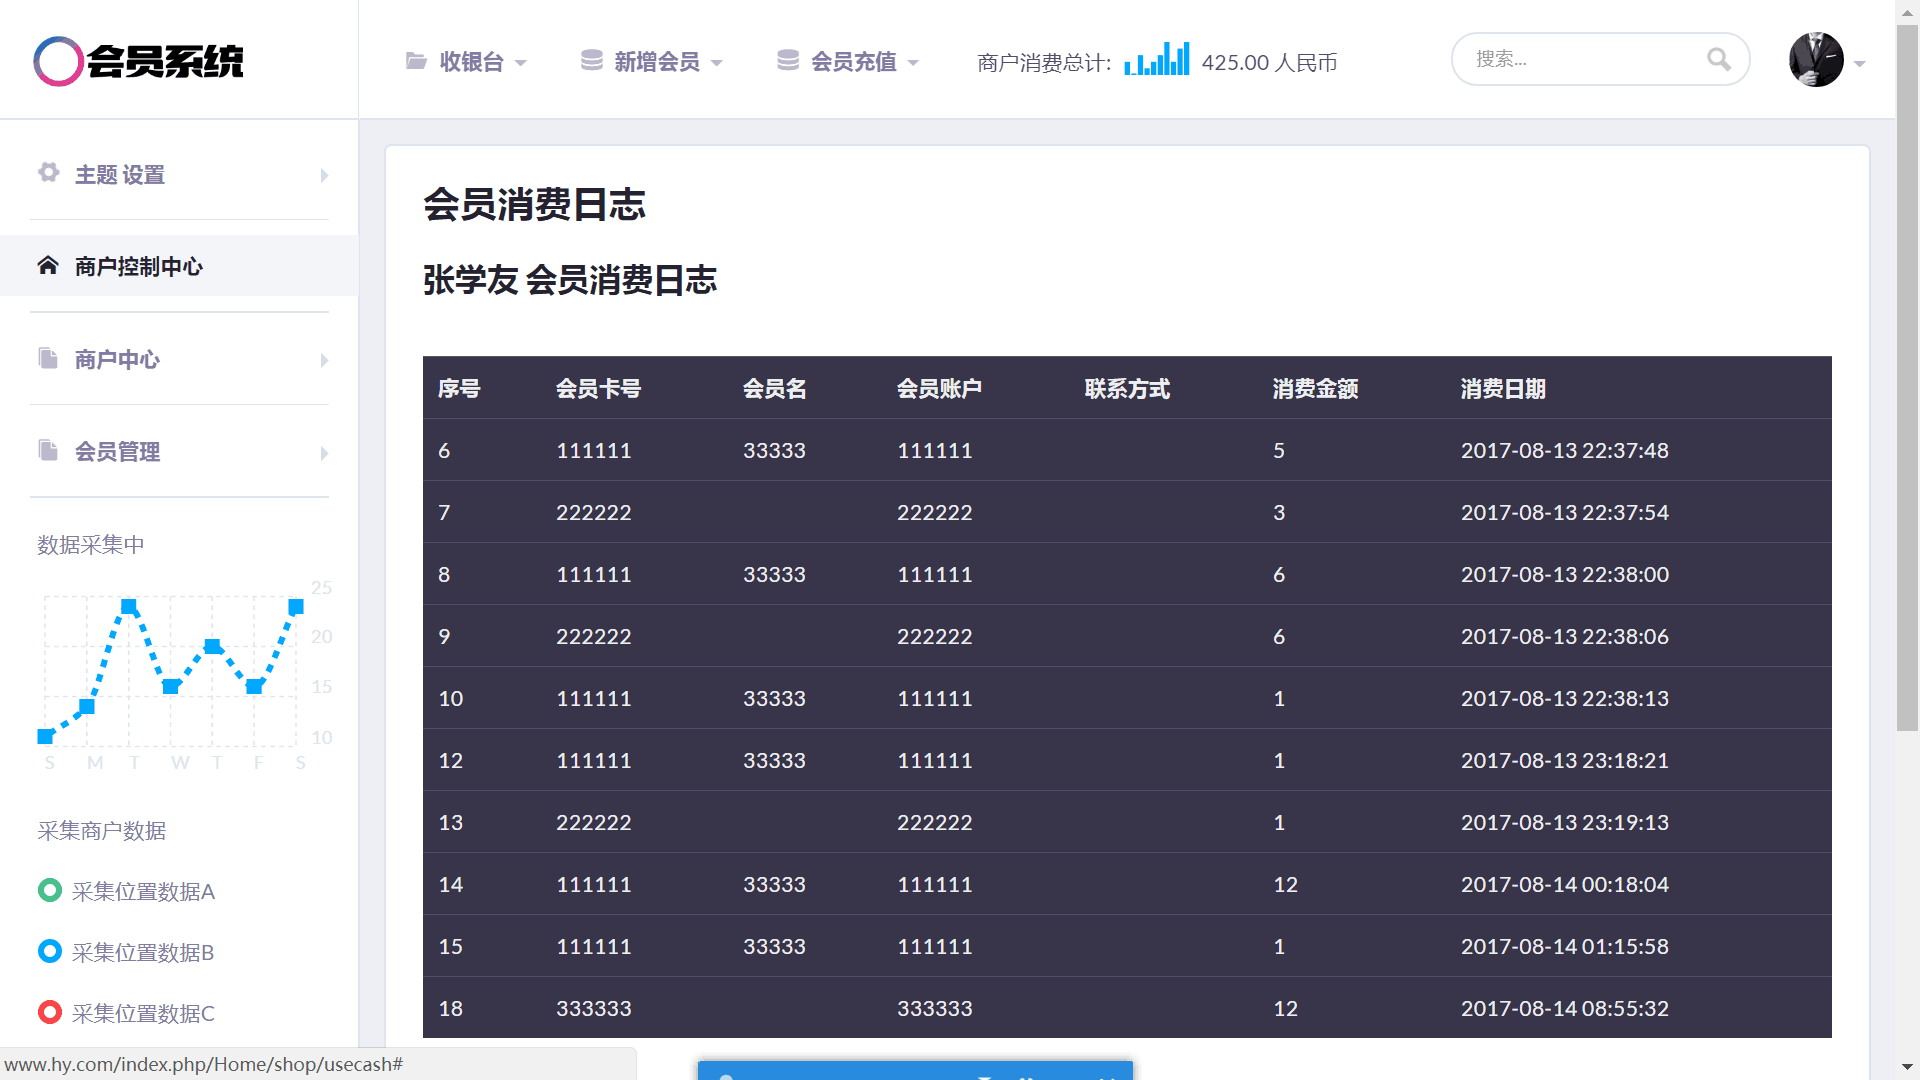 会员系统
收银台
新增会员
会员充值
商户消费总计:
425.00 人民币
搜索...
主题 设置
商户控制中心
商户中心
会员管理
数据采集中
25
20
15
10
S M T W T F S
采集商户数据
采集位置数据A
采集位置数据B
采集位置数据C
会员消费日志
张学友 会员消费日志
序号 会员卡号 会员名 会员账户 联系方式 消费金额 消费日期
6 111111 33333 111111 5 2017-08-13 22:37:48
7 222222 222222 3 2017-08-13 22:37:54
8 111111 33333 111111 6 2017-08-13 22:38:00
9 222222 222222 6 2017-08-13 22:38:06
10 111111 33333 111111 1 2017-08-13 22:38:13
12 111111 33333 111111 1 2017-08-13 23:18:21
13 222222 222222 1 2017-08-13 23:19:13
14 111111 33333 111111 12 2017-08-14 00:18:04
15 111111 33333 111111 1 2017-08-14 01:15:58
18 333333 333333 12 2017-08-14 08:55:32
www.hy.com/index.php/Home/shop/usecash#